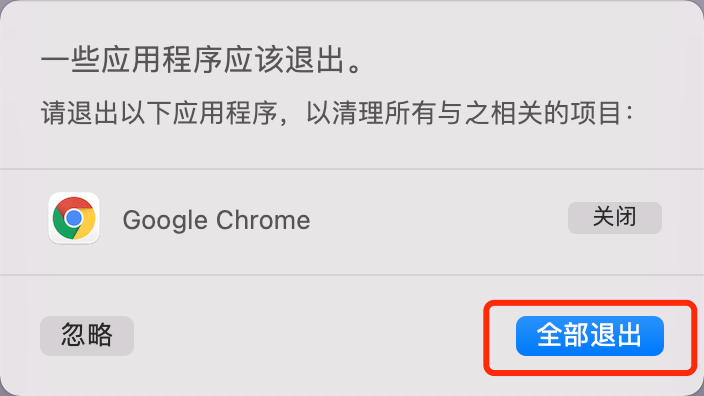 一些应用程序应该退出。
请退出以下应用程序，以清理所有与之相关的项目：
Google Chrome
关闭
忽略
全部退出